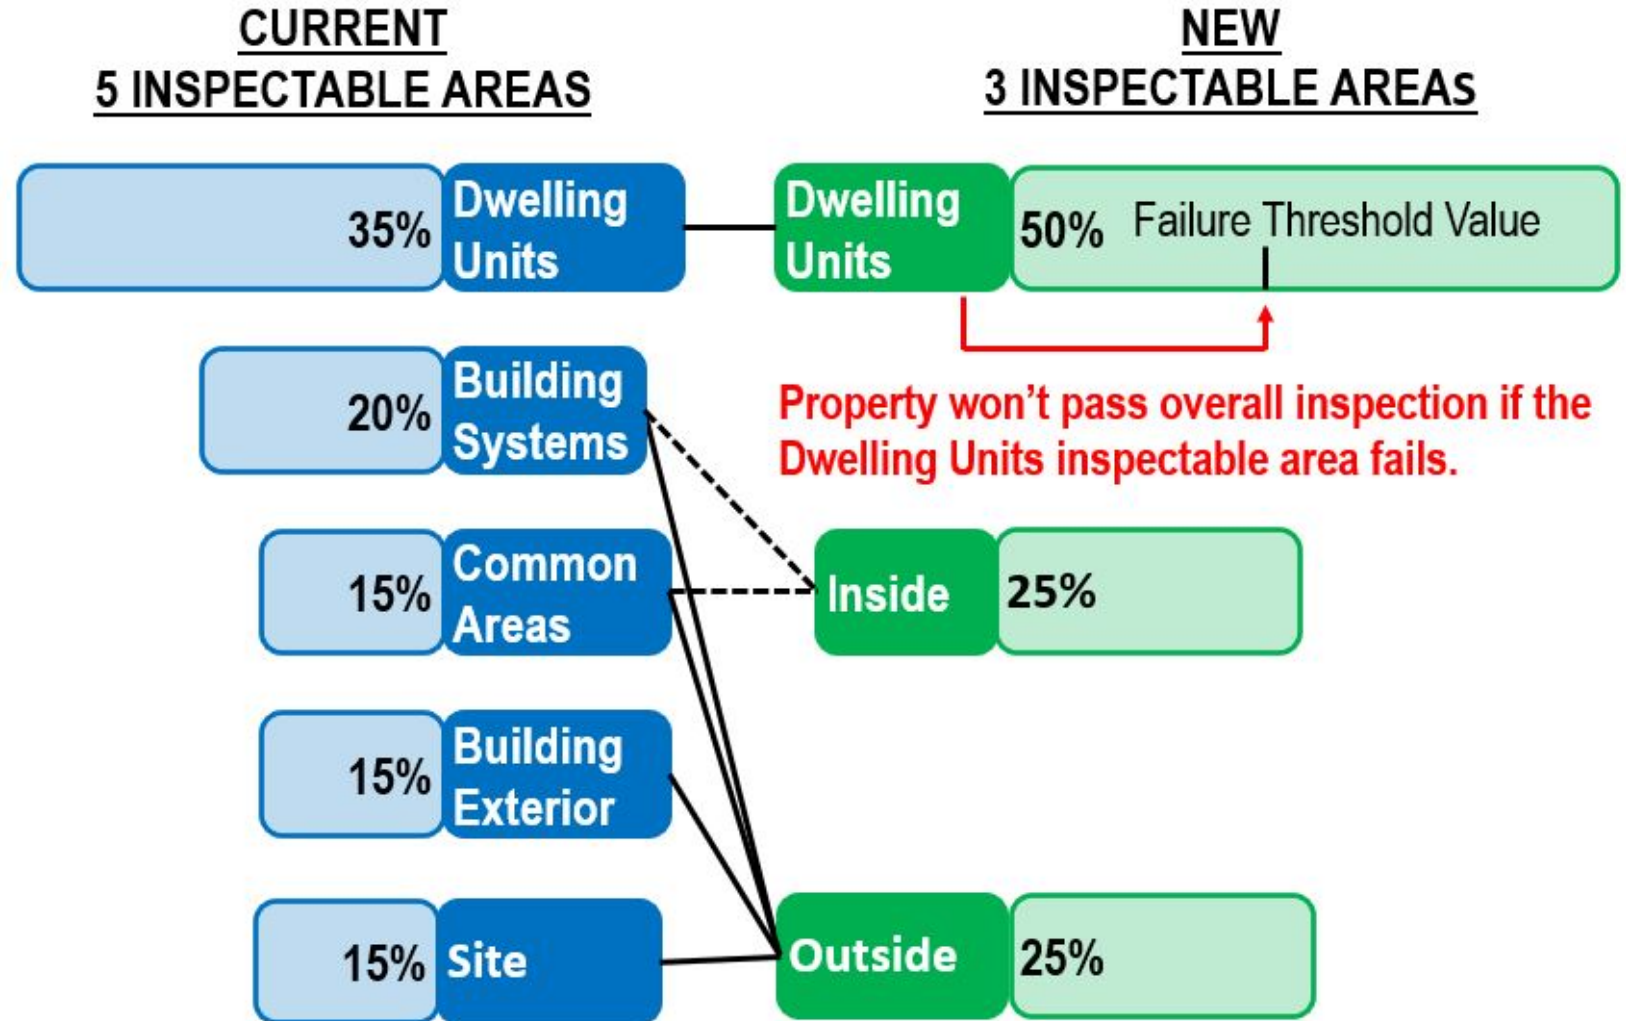 CURRENT
5 INSPECTABLE AREAS
NEW
3 INSPECTABLE AREAS
35%
Dwelling
Units
Dwelling
Units
50%
Failure Threshold Value
20%
Building
Systems
Property won't pass overall inspection if the
Dwelling Units inspectable area fails.
15%
Common
Areas
Inside
25%
15%
Building
Exterior
15%
Site
Outside
25%